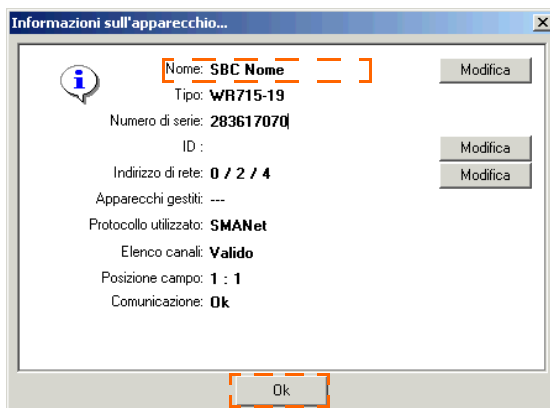 Informazioni sull'apparecchio...
Nome: SBC Nome Modifica
Tipo: WR715-19
Numero di serie: 283617070
ID : Modifica
Indirizzo di rete: 0 / 2 / 4 Modifica
Apparecchi gestiti: ---
Protocollo utilizzato: SMANet
Elenco canali: Valido
Posizione campo: 1 : 1
Comunicazione: Ok
Ok